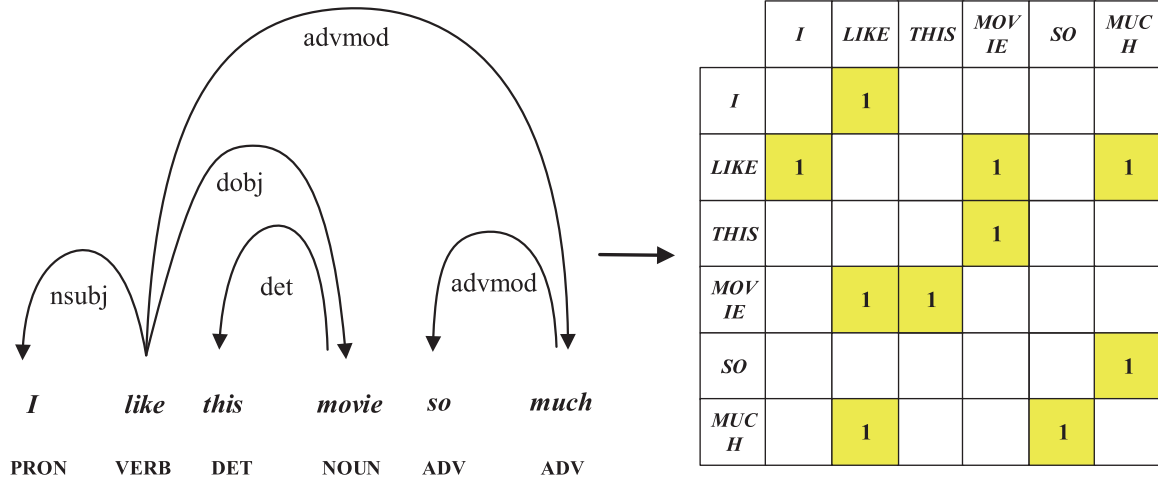 advmod
dobj
nsubj
det
advmod
I like this movie so much
PRON VERB DET NOUN ADV ADV
I LIKE THIS MOV IE SO MUC H
I 1
LIKE 1 1 1
THIS 1
MOV IE 1 1
SO 1
MUC H 1 1